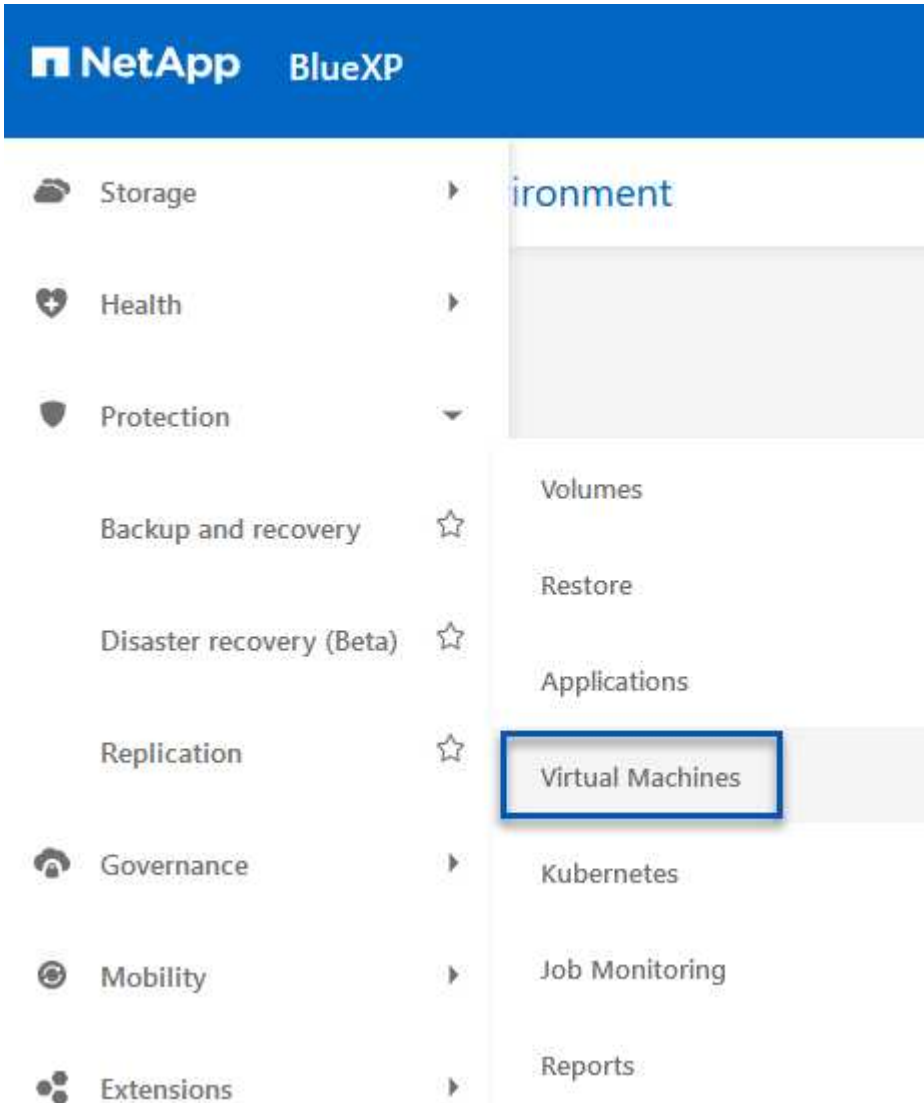 NetApp BlueXP
Storage
ironment
Health
Protection
Volumes
Backup and recovery
Restore
Disaster recovery (Beta)
Applications
Replication
Virtual Machines
Governance
Kubernetes
Mobility
Job Monitoring
Extensions
Reports